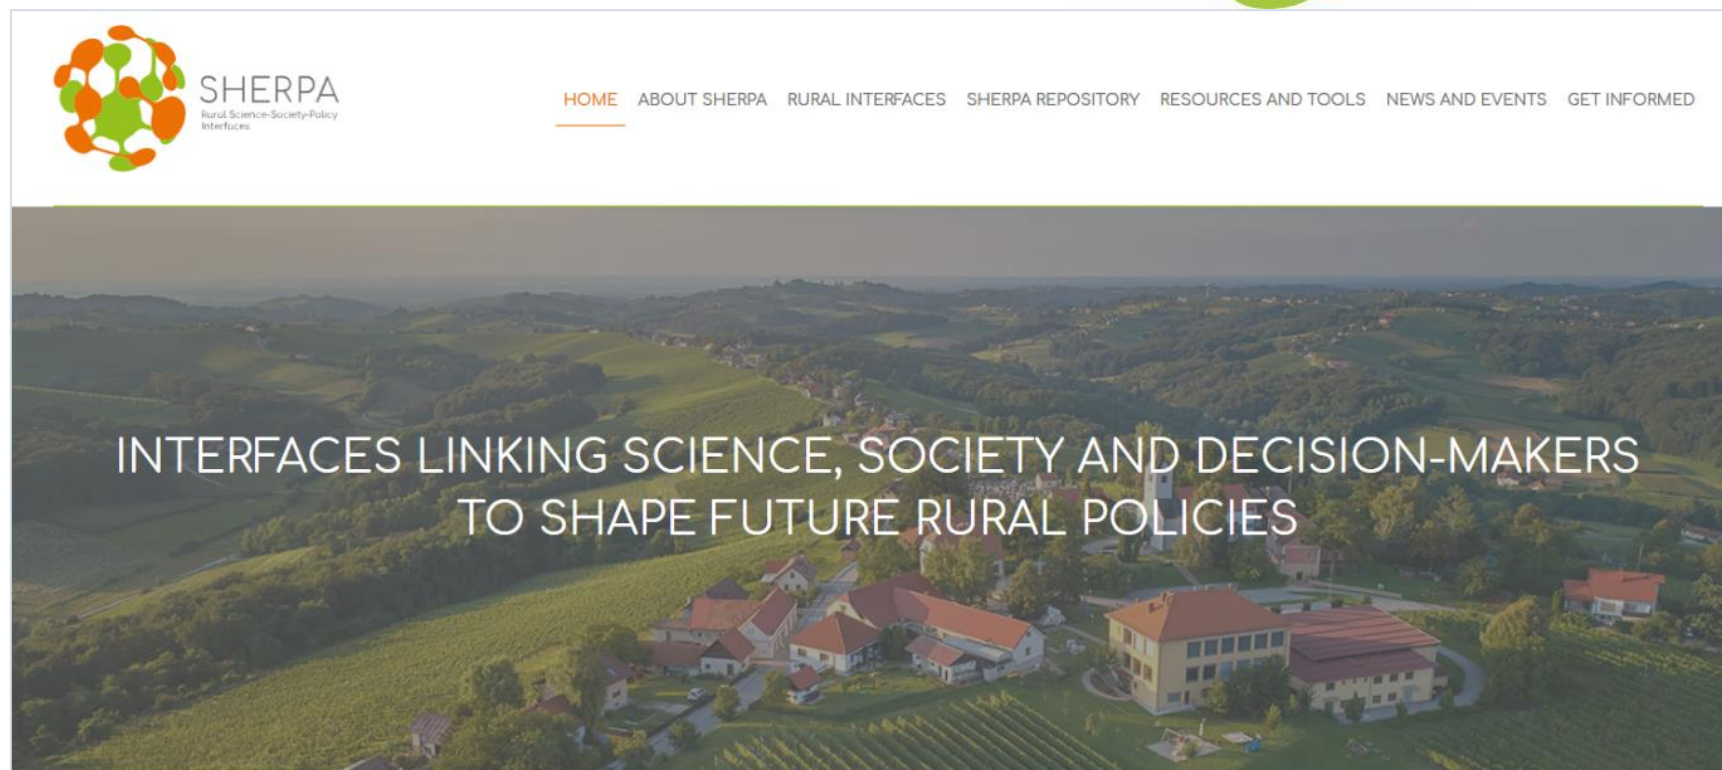 SHERPA
Rural Science-Society-Policy
Interfaces
HOME ABOUT SHERPA RURAL INTERFACES SHERPA REPOSITORY RESOURCES AND TOOLS NEWS AND EVENTS GET INFORMED
INTERFACES LINKING SCIENCE, SOCIETY AND DECISION-MAKERS
TO SHAPE FUTURE RURAL POLICIES